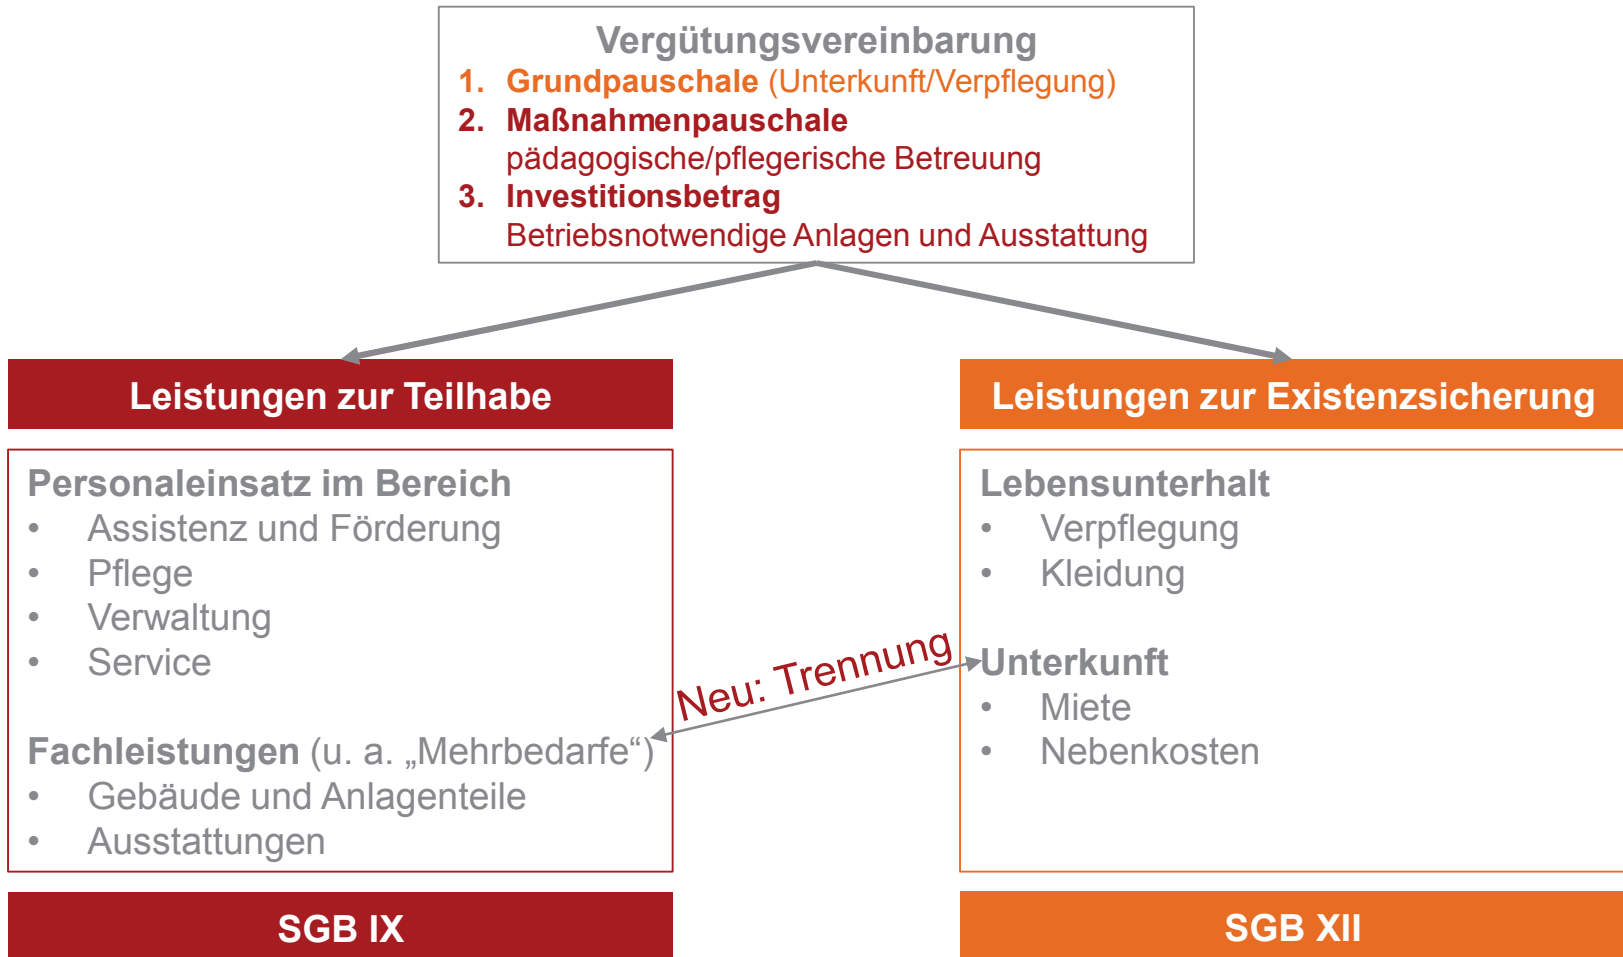 Vergütungsvereinbarung
1. Grundpauschale (Unterkunft/Verpflegung)
2. Maßnahmenpauschale
pädagogische/pflegerische Betreuung
3. Investitionsbetrag
Betriebsnotwendige Anlagen und Ausstattung
Leistungen zur Teilhabe
Personaleinsatz im Bereich
• Assistenz und Förderung
• Pflege
• Verwaltung
• Service
Fachleistungen (u. a. „Mehrbedarfe“)
• Gebäude und Anlagenteile
• Ausstattungen
SGB IX
Neu: Trennung
Leistungen zur Existenzsicherung
Lebensunterhalt
• Verpflegung
• Kleidung
Unterkunft
• Miete
• Nebenkosten
SGB XII